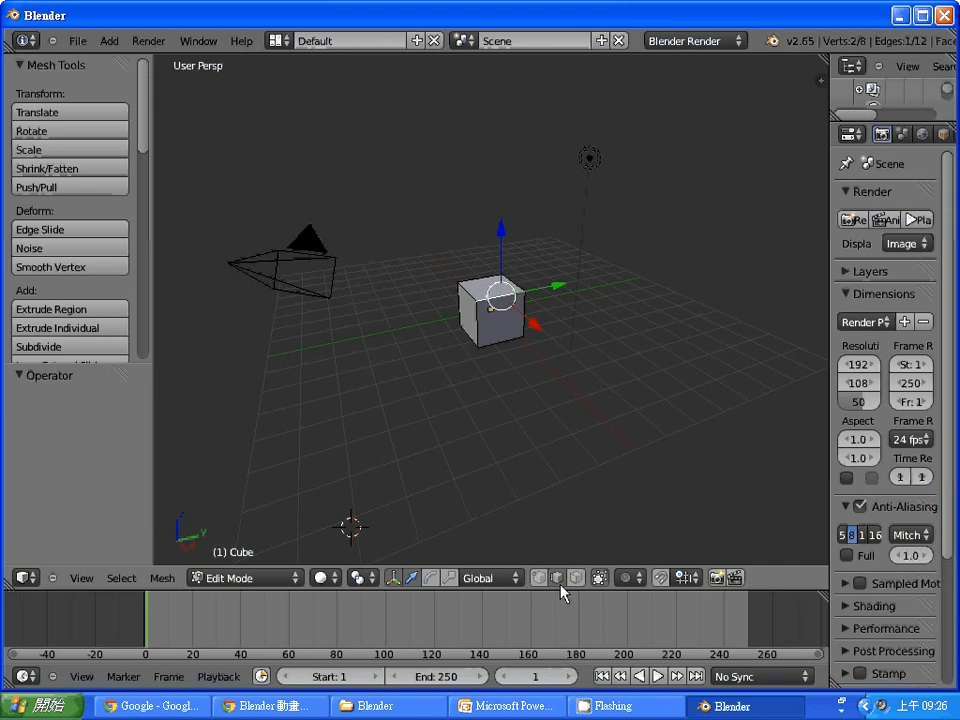 Blender
File Add Render Window Help Default Scene Blender Render v2.65 | Verts:2/8 | Edges:1/12 | Face
Mesh Tools
Transform:
Translate
Rotate
Scale
Shrink/Fatten
Push/Pull
Deform:
Edge Slide
Noise
Smooth Vertex
Add:
Extrude Region
Extrude Individual
Subdivide
Operator
User Persp
(1) Cube
View Sear
Scene
Render
Re Ani Pla
Displa Image
Layers
Dimensions
Render P
Resoluti Frame R
192 St: 1
108 250
50 Fr: 1
Aspect Frame R
1.0 24 fps
1.0 Time Re
1 1
Anti-Aliasing
5 8 1 16 Mitch
Full 1.0
Sampled Mot
Shading
Performance
Post Processing
Stamp
View Select Mesh Edit Mode Global
-40 -20 0 20 40 60 80 100 120 140 160 180 200 220 240 260
View Marker Frame Playback Start: 1 End: 250 1 No Sync
開始 Google - Googl... Blender 動畫... Blender Microsoft Powe... Flashing Blender 上午 09:26